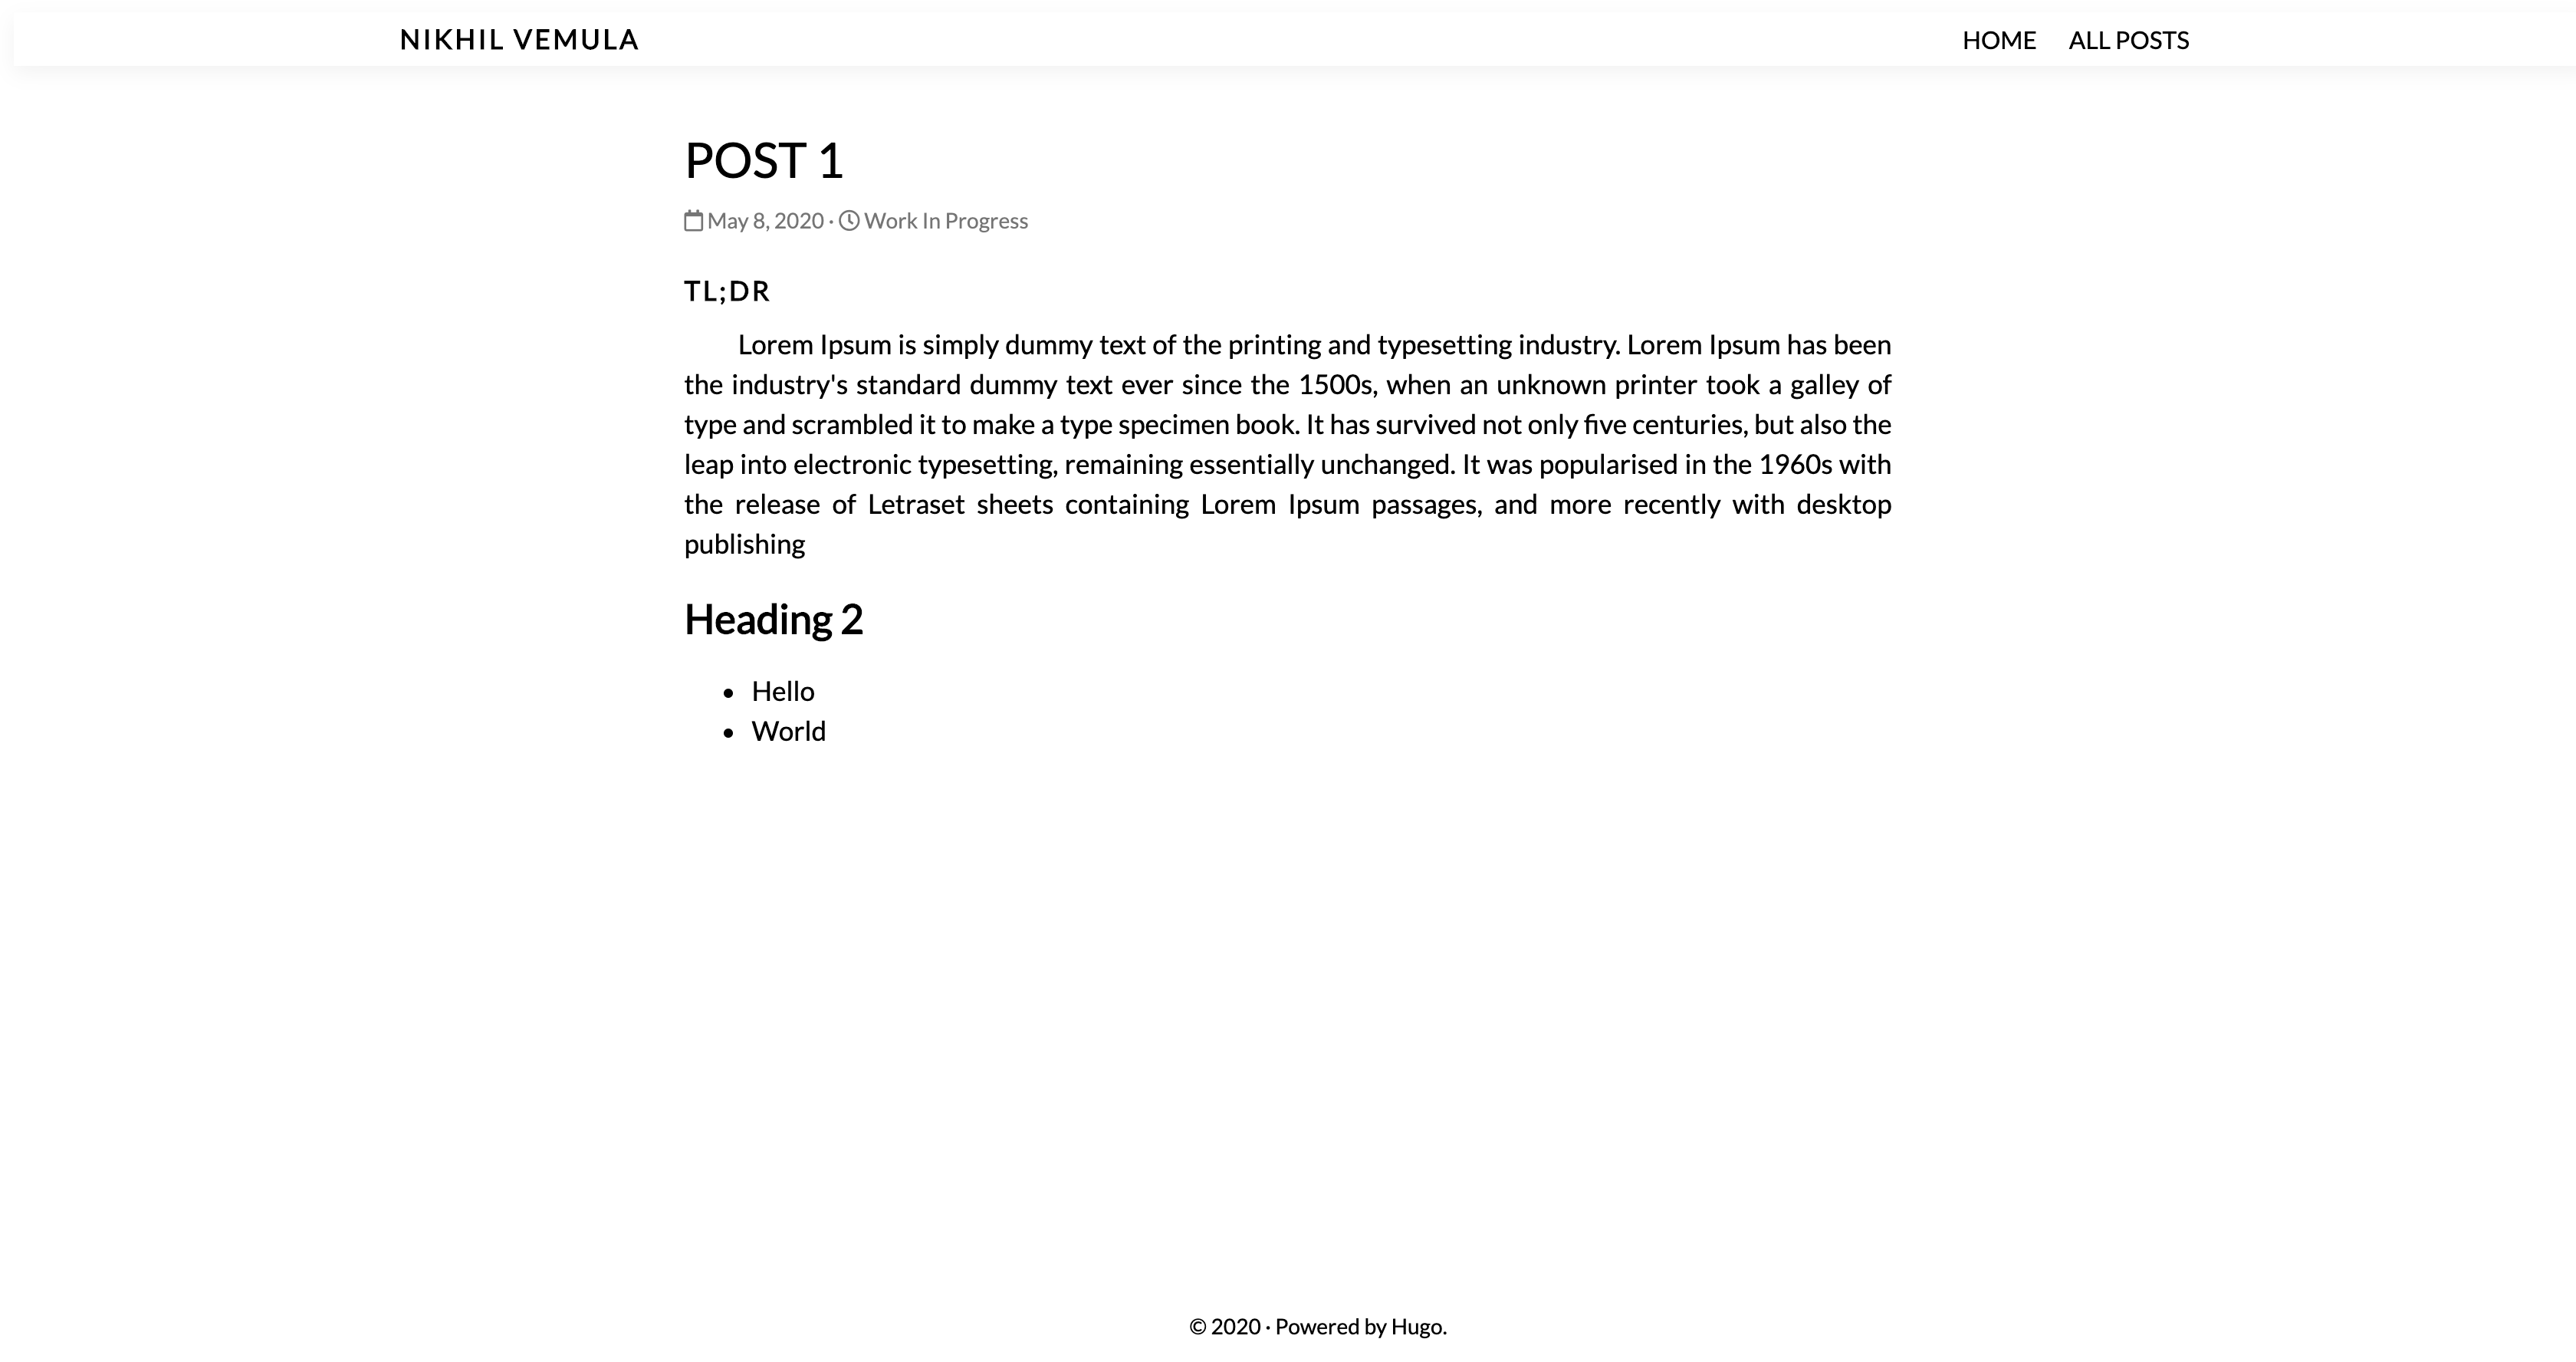 NIKHIL VEMULA
HOME ALL POSTS
POST 1
May 8, 2020 · Work In Progress
TL;DR
Lorem Ipsum is simply dummy text of the printing and typesetting industry. Lorem Ipsum has been
the industry's standard dummy text ever since the 1500s, when an unknown printer took a galley of
type and scrambled it to make a type specimen book. It has survived not only five centuries, but also the
leap into electronic typesetting, remaining essentially unchanged. It was popularised in the 1960s with
the release of Letraset sheets containing Lorem Ipsum passages, and more recently with desktop
publishing
Heading 2
• Hello
• World
© 2020 · Powered by Hugo.